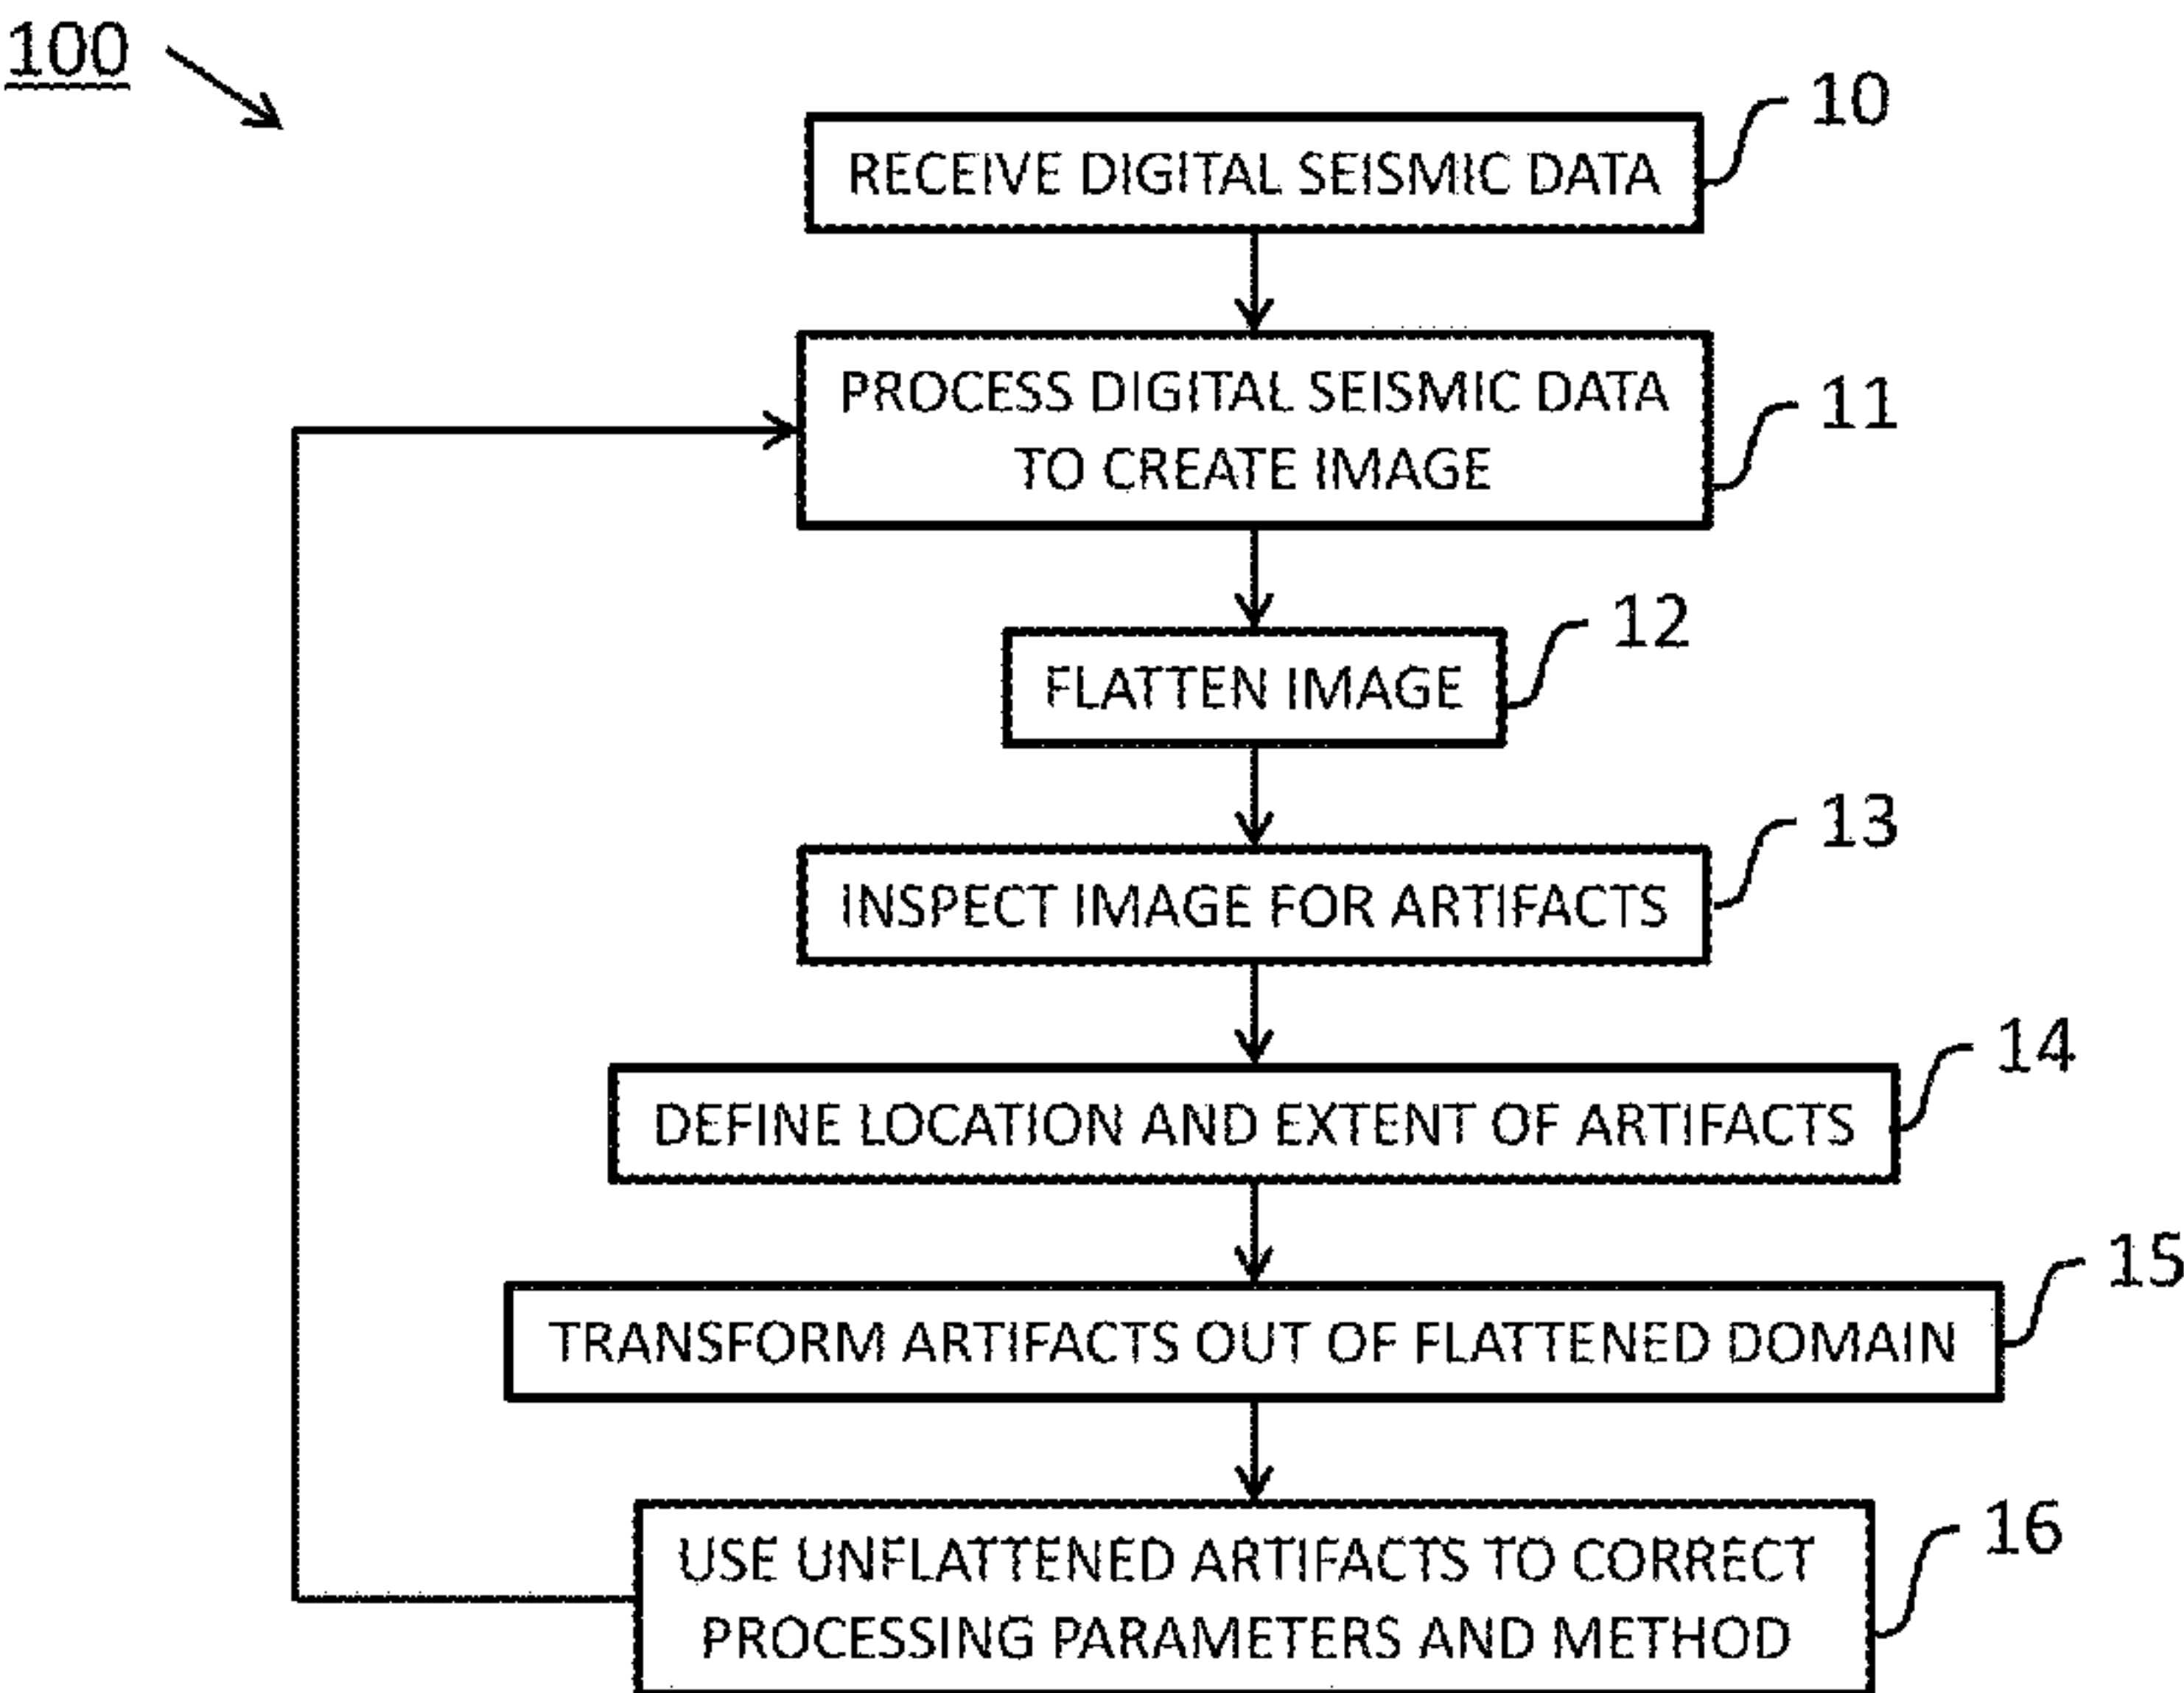 100
RECEIVE DIGITAL SEISMIC DATA
10
PROCESS DIGITAL SEISMIC DATA
TO CREATE IMAGE
11
FLATTEN IMAGE
12
INSPECT IMAGE FOR ARTIFACTS
13
DEFINE LOCATION AND EXTENT OF ARTIFACTS
14
TRANSFORM ARTIFACTS OUT OF FLATTENED DOMAIN
15
USE UNFLATTENED ARTIFACTS TO CORRECT
PROCESSING PARAMETERS AND METHOD
16